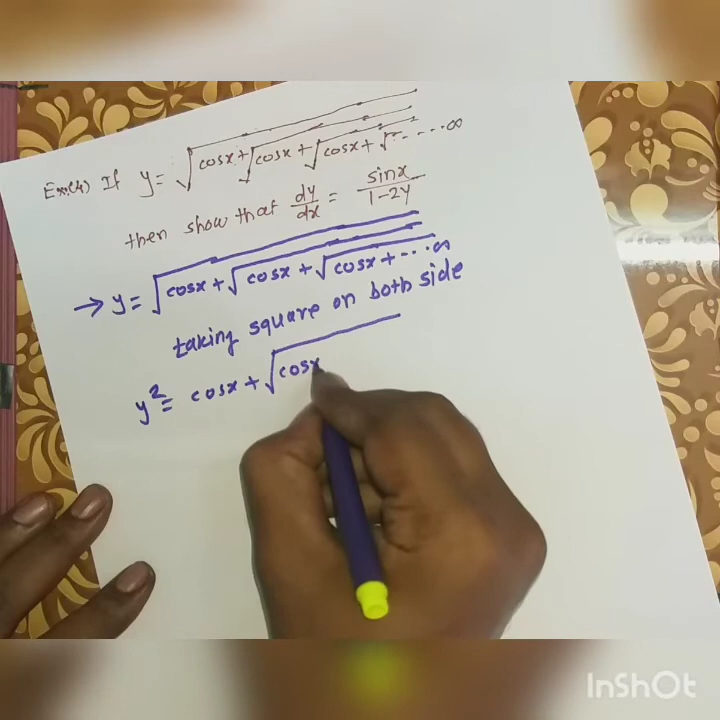 Ex:(4) If y = √cosx + √cosx + √cosx + √‾ ....∞
then show that dy/dx = sinx/1-2y
→ y = √cosx + √cosx + √cosx + ...∞
taking square on both side
y² = cosx + √cosx
InShOt